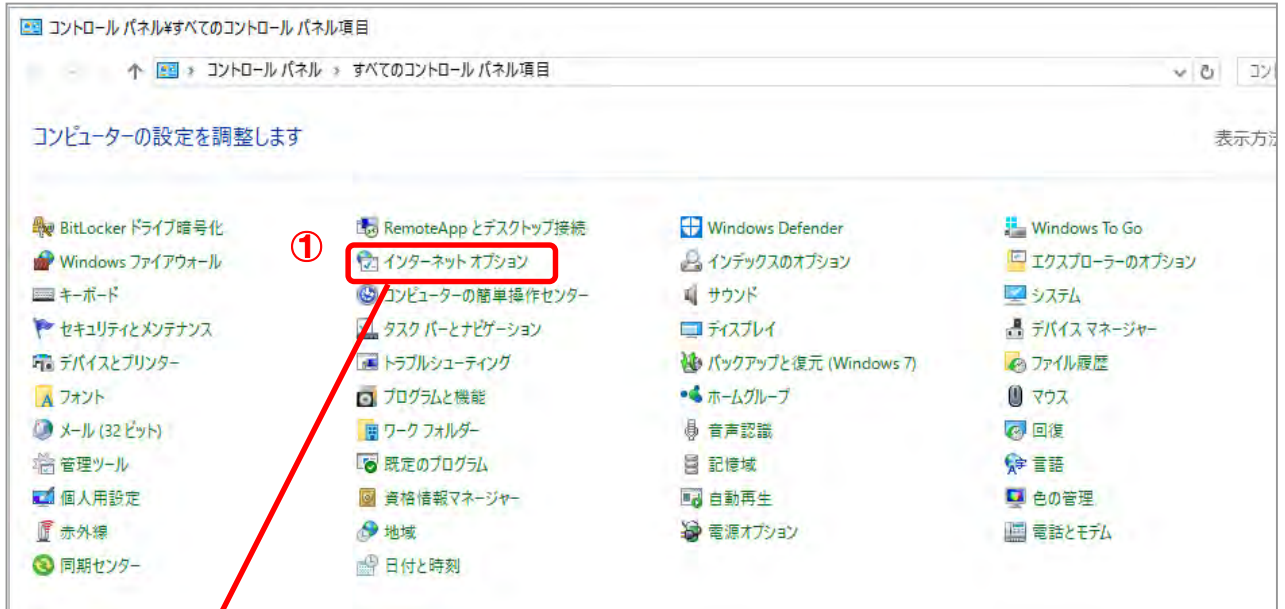 コントロール パネル¥すべてのコントロール パネル項目
コントロール パネル › すべてのコントロール パネル項目
コンピューターの設定を調整します
表示方法
BitLocker ドライブ暗号化 RemoteApp とデスクトップ接続 Windows Defender Windows To Go
①
Windows ファイアウォール インターネット オプション インデックスのオプション エクスプローラーのオプション
キーボード コンピューターの簡単操作センター サウンド システム
セキュリティとメンテナンス タスク バーとナビゲーション ディスプレイ デバイス マネージャー
デバイスとプリンター トラブルシューティング バックアップと復元 (Windows 7) ファイル履歴
フォント プログラムと機能 ホームグループ マウス
メール (32 ビット) ワーク フォルダー 音声認識 回復
管理ツール 既定のプログラム 記憶域 言語
個人用設定 資格情報マネージャー 自動再生 色の管理
赤外線 地域 電源オプション 電話とモデム
同期センター 日付と時刻